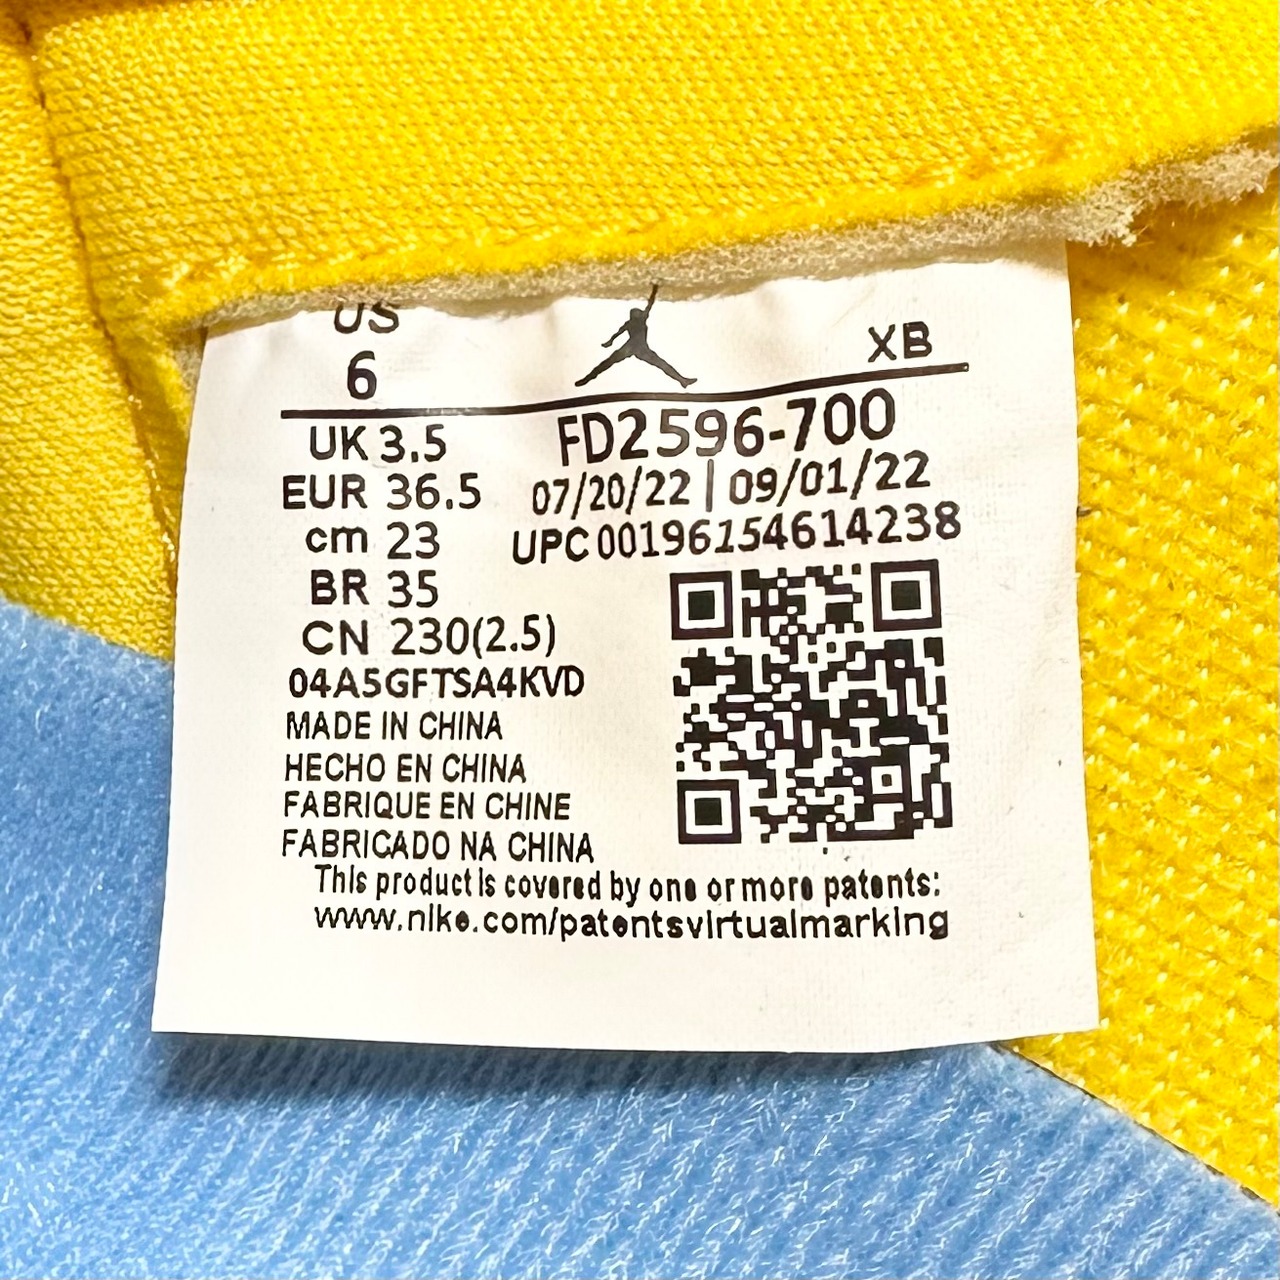 US
6
XB
UK 3.5
FD2596-700
EUR 36.5
07/20/22 | 09/01/22
cm 23
UPC 00196154614238
BR 35
CN 230(2.5)
04A5GFTSA4KVD
MADE IN CHINA
HECHO EN CHINA
FABRIQUE EN CHINE
FABRICADO NA CHINA
This product is covered by one or more patents:
www.nike.com/patentsvirtualmarking